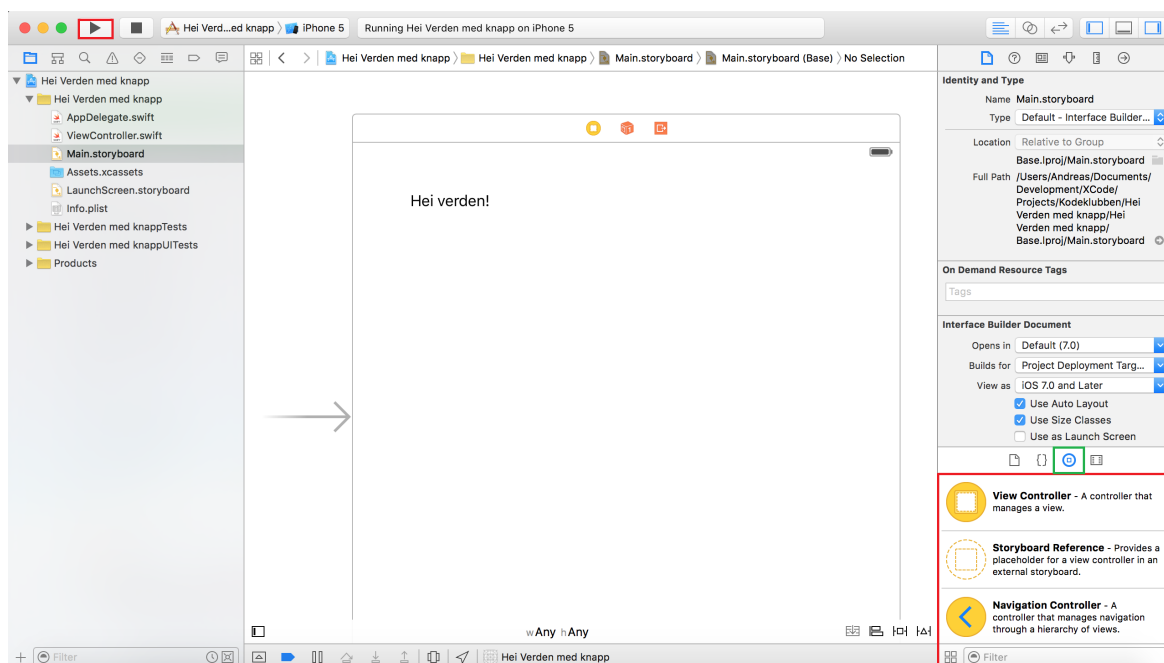 Hei Verd...ed knapp
iPhone 5
Running Hei Verden med knapp on iPhone 5
Hei Verden med knapp
Hei Verden med knapp
Main.storyboard
Main.storyboard (Base)
No Selection
Hei Verden med knapp
Hei Verden med knapp
AppDelegate.swift
ViewController.swift
Main.storyboard
Assets.xcassets
LaunchScreen.storyboard
Info.plist
Hei Verden med knappTests
Hei Verden med knappUITests
Products
Filter
Hei verden!
wAny hAny
Hei Verden med knapp
Identity and Type
Name Main.storyboard
Type Default - Interface Builder...
Location Relative to Group
Base.lproj/Main.storyboard
Full Path /Users/Andreas/Documents/
Development/XCode/
Projects/Kodeklubben/Hei
Verden med knapp/Hei
Verden med knapp/
Base.lproj/Main.storyboard
On Demand Resource Tags
Tags
Interface Builder Document
Opens in Default (7.0)
Builds for Project Deployment Targ...
View as iOS 7.0 and Later
Use Auto Layout
Use Size Classes
Use as Launch Screen
{}
View Controller - A controller that
manages a view.
Storyboard Reference - Provides a
placeholder for a view controller in an
external storyboard.
Navigation Controller - A
controller that manages navigation
through a hierarchy of views.
Filter